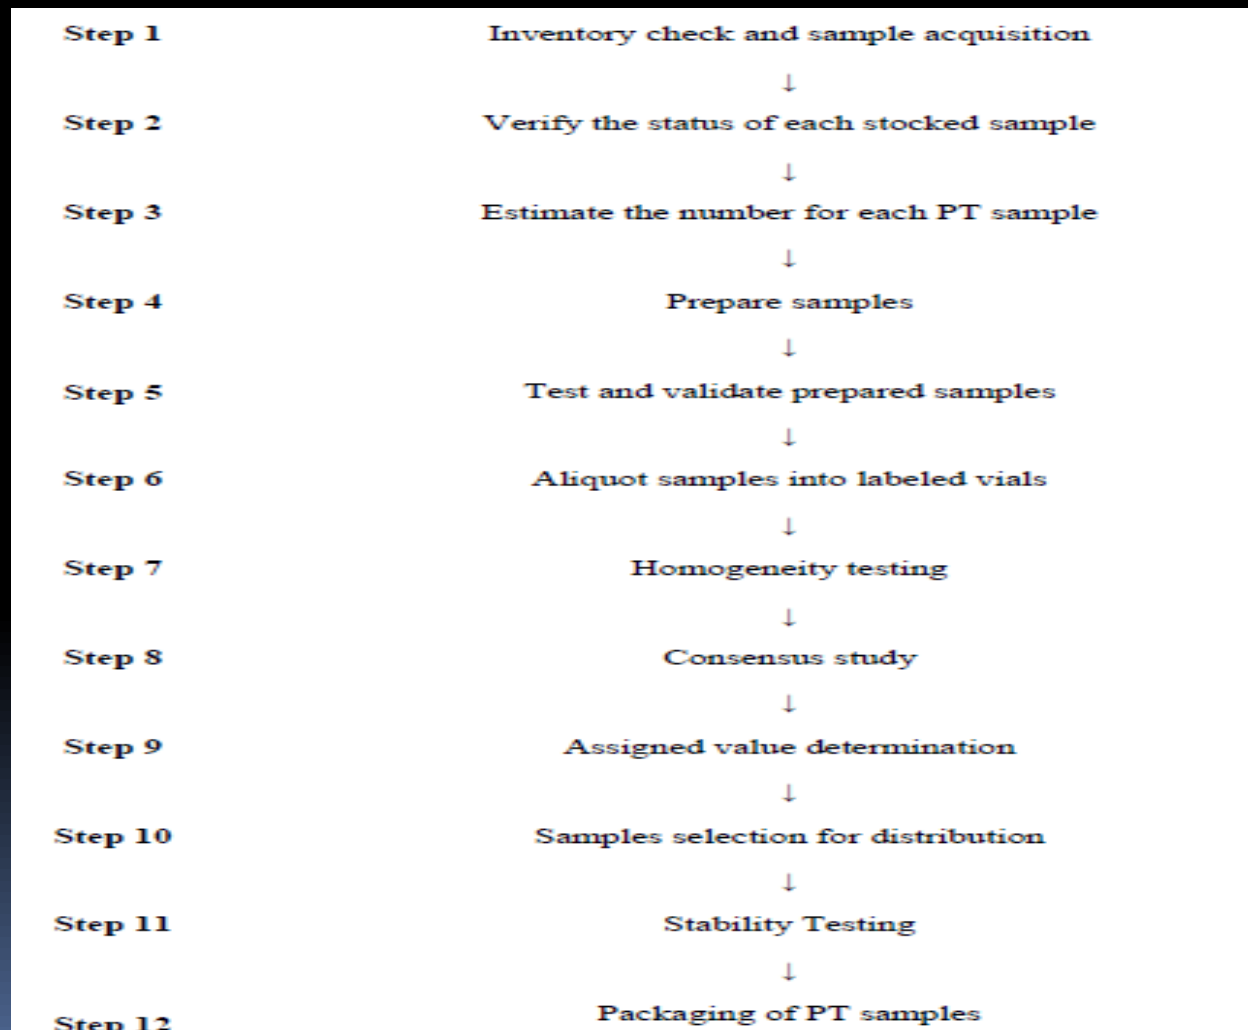 Step 1 Inventory check and sample acquisition
↓
Step 2 Verify the status of each stocked sample
↓
Step 3 Estimate the number for each PT sample
↓
Step 4 Prepare samples
↓
Step 5 Test and validate prepared samples
↓
Step 6 Aliquot samples into labeled vials
↓
Step 7 Homogeneity testing
↓
Step 8 Consensus study
↓
Step 9 Assigned value determination
↓
Step 10 Samples selection for distribution
↓
Step 11 Stability Testing
↓
Step 12 Packaging of PT samples